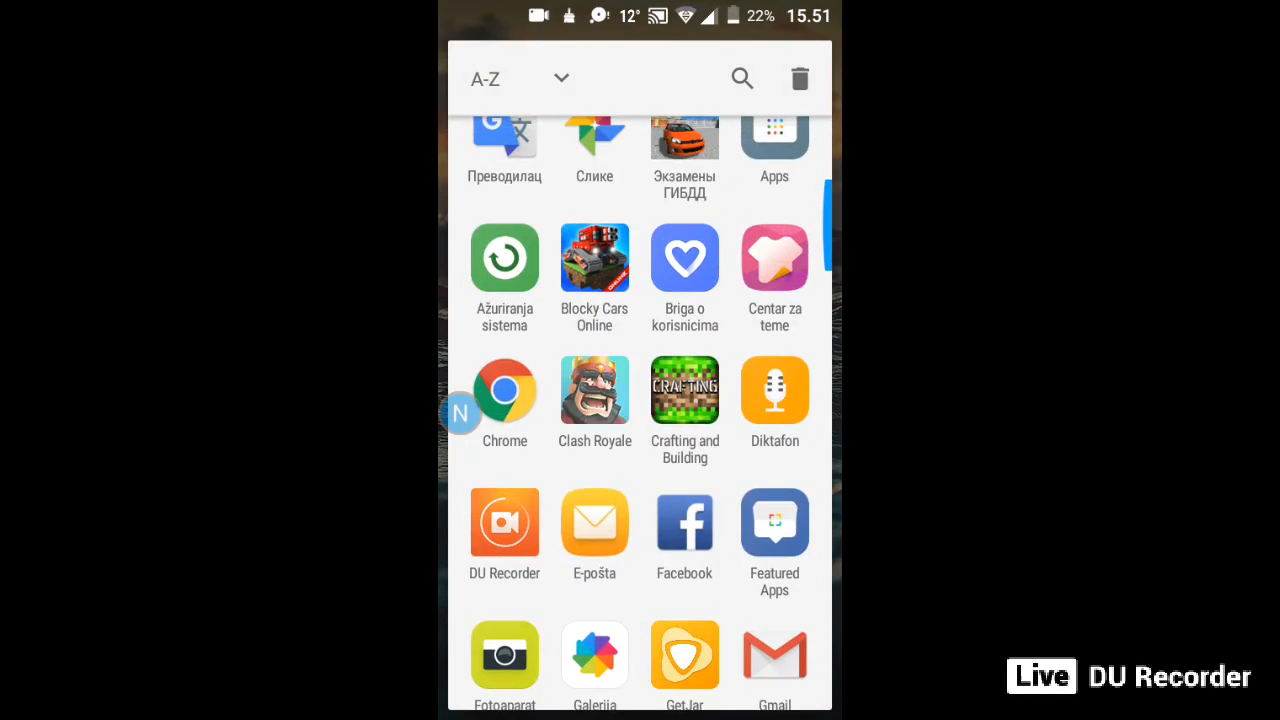 12° 22% 15.51
A-Z
G 文
Преводилац Слике Экзамены ГИБДД Apps
Ažuriranja sistema Blocky Cars Online Briga o korisnicima Centar za teme
ONLINE
CRAFTING
N
Chrome Clash Royale Crafting and Building Diktafon
f
DU Recorder E-pošta Facebook Featured Apps
Fotoaparat Galerija GetJar Gmail
Live DU Recorder